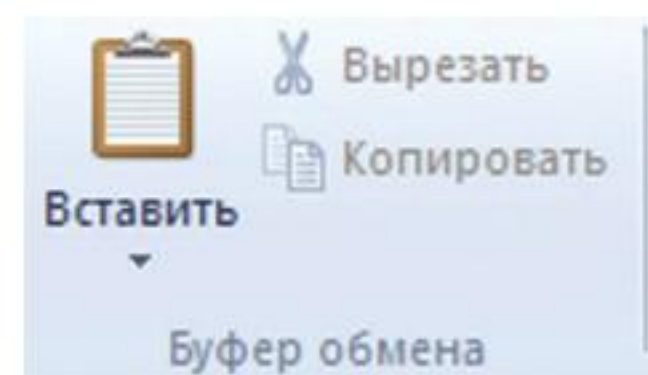 Вырезать
Копировать
Вставить
Буфер обмена